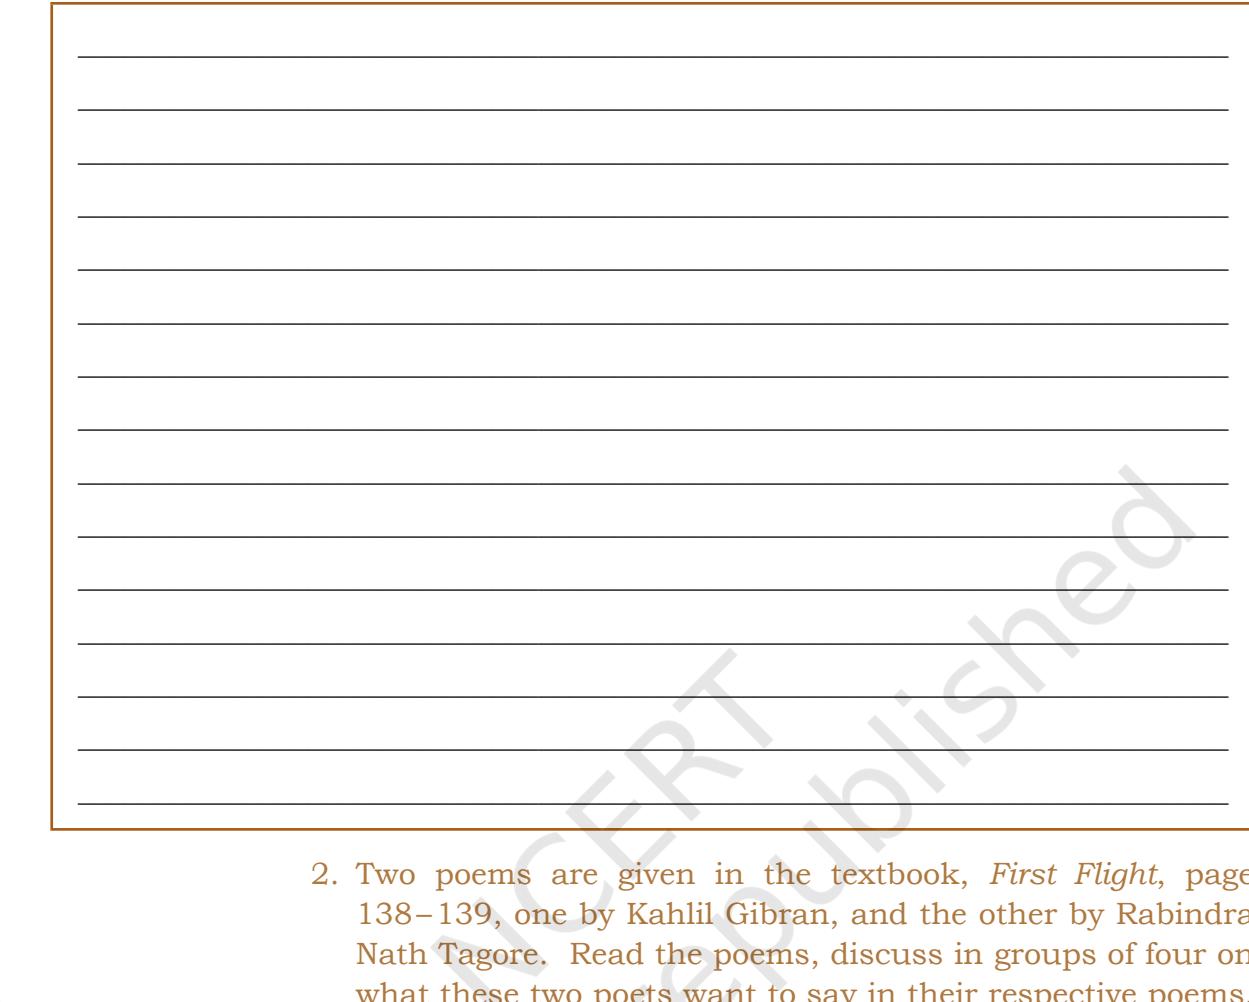 2. Two poems are given in the textbook, First Flight, page
138–139, one by Kahlil Gibran, and the other by Rabindra
Nath Tagore. Read the poems, discuss in groups of four on
what these two poets want to say in their respective poems.
NCERT
republished